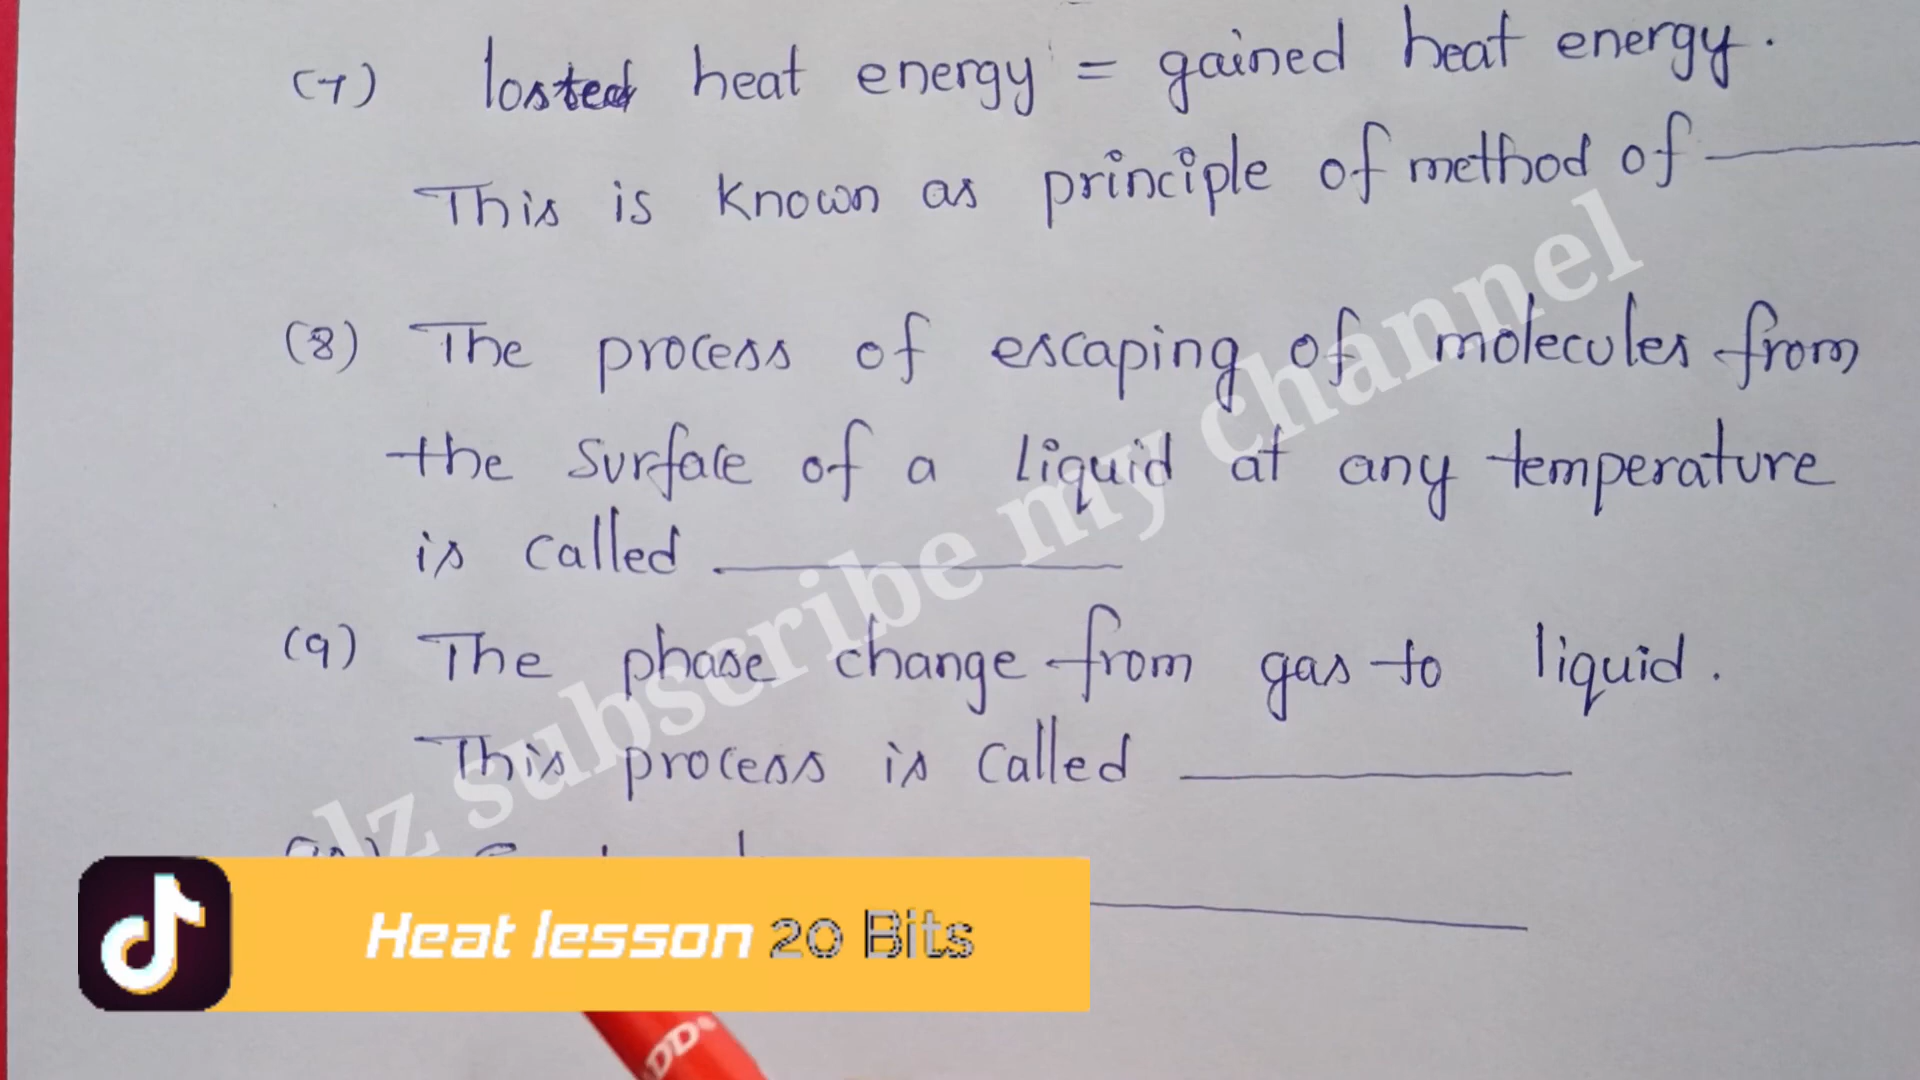 (7) losted heat energy = gained heat energy.
This is known as principle of method of
(8) The process of escaping of molecules from
the surface of a liquid at any temperature
is called
(9) The phase change from gas to liquid.
This process is called
lz subscribe my channel
Heat lesson 20 Bits
DD